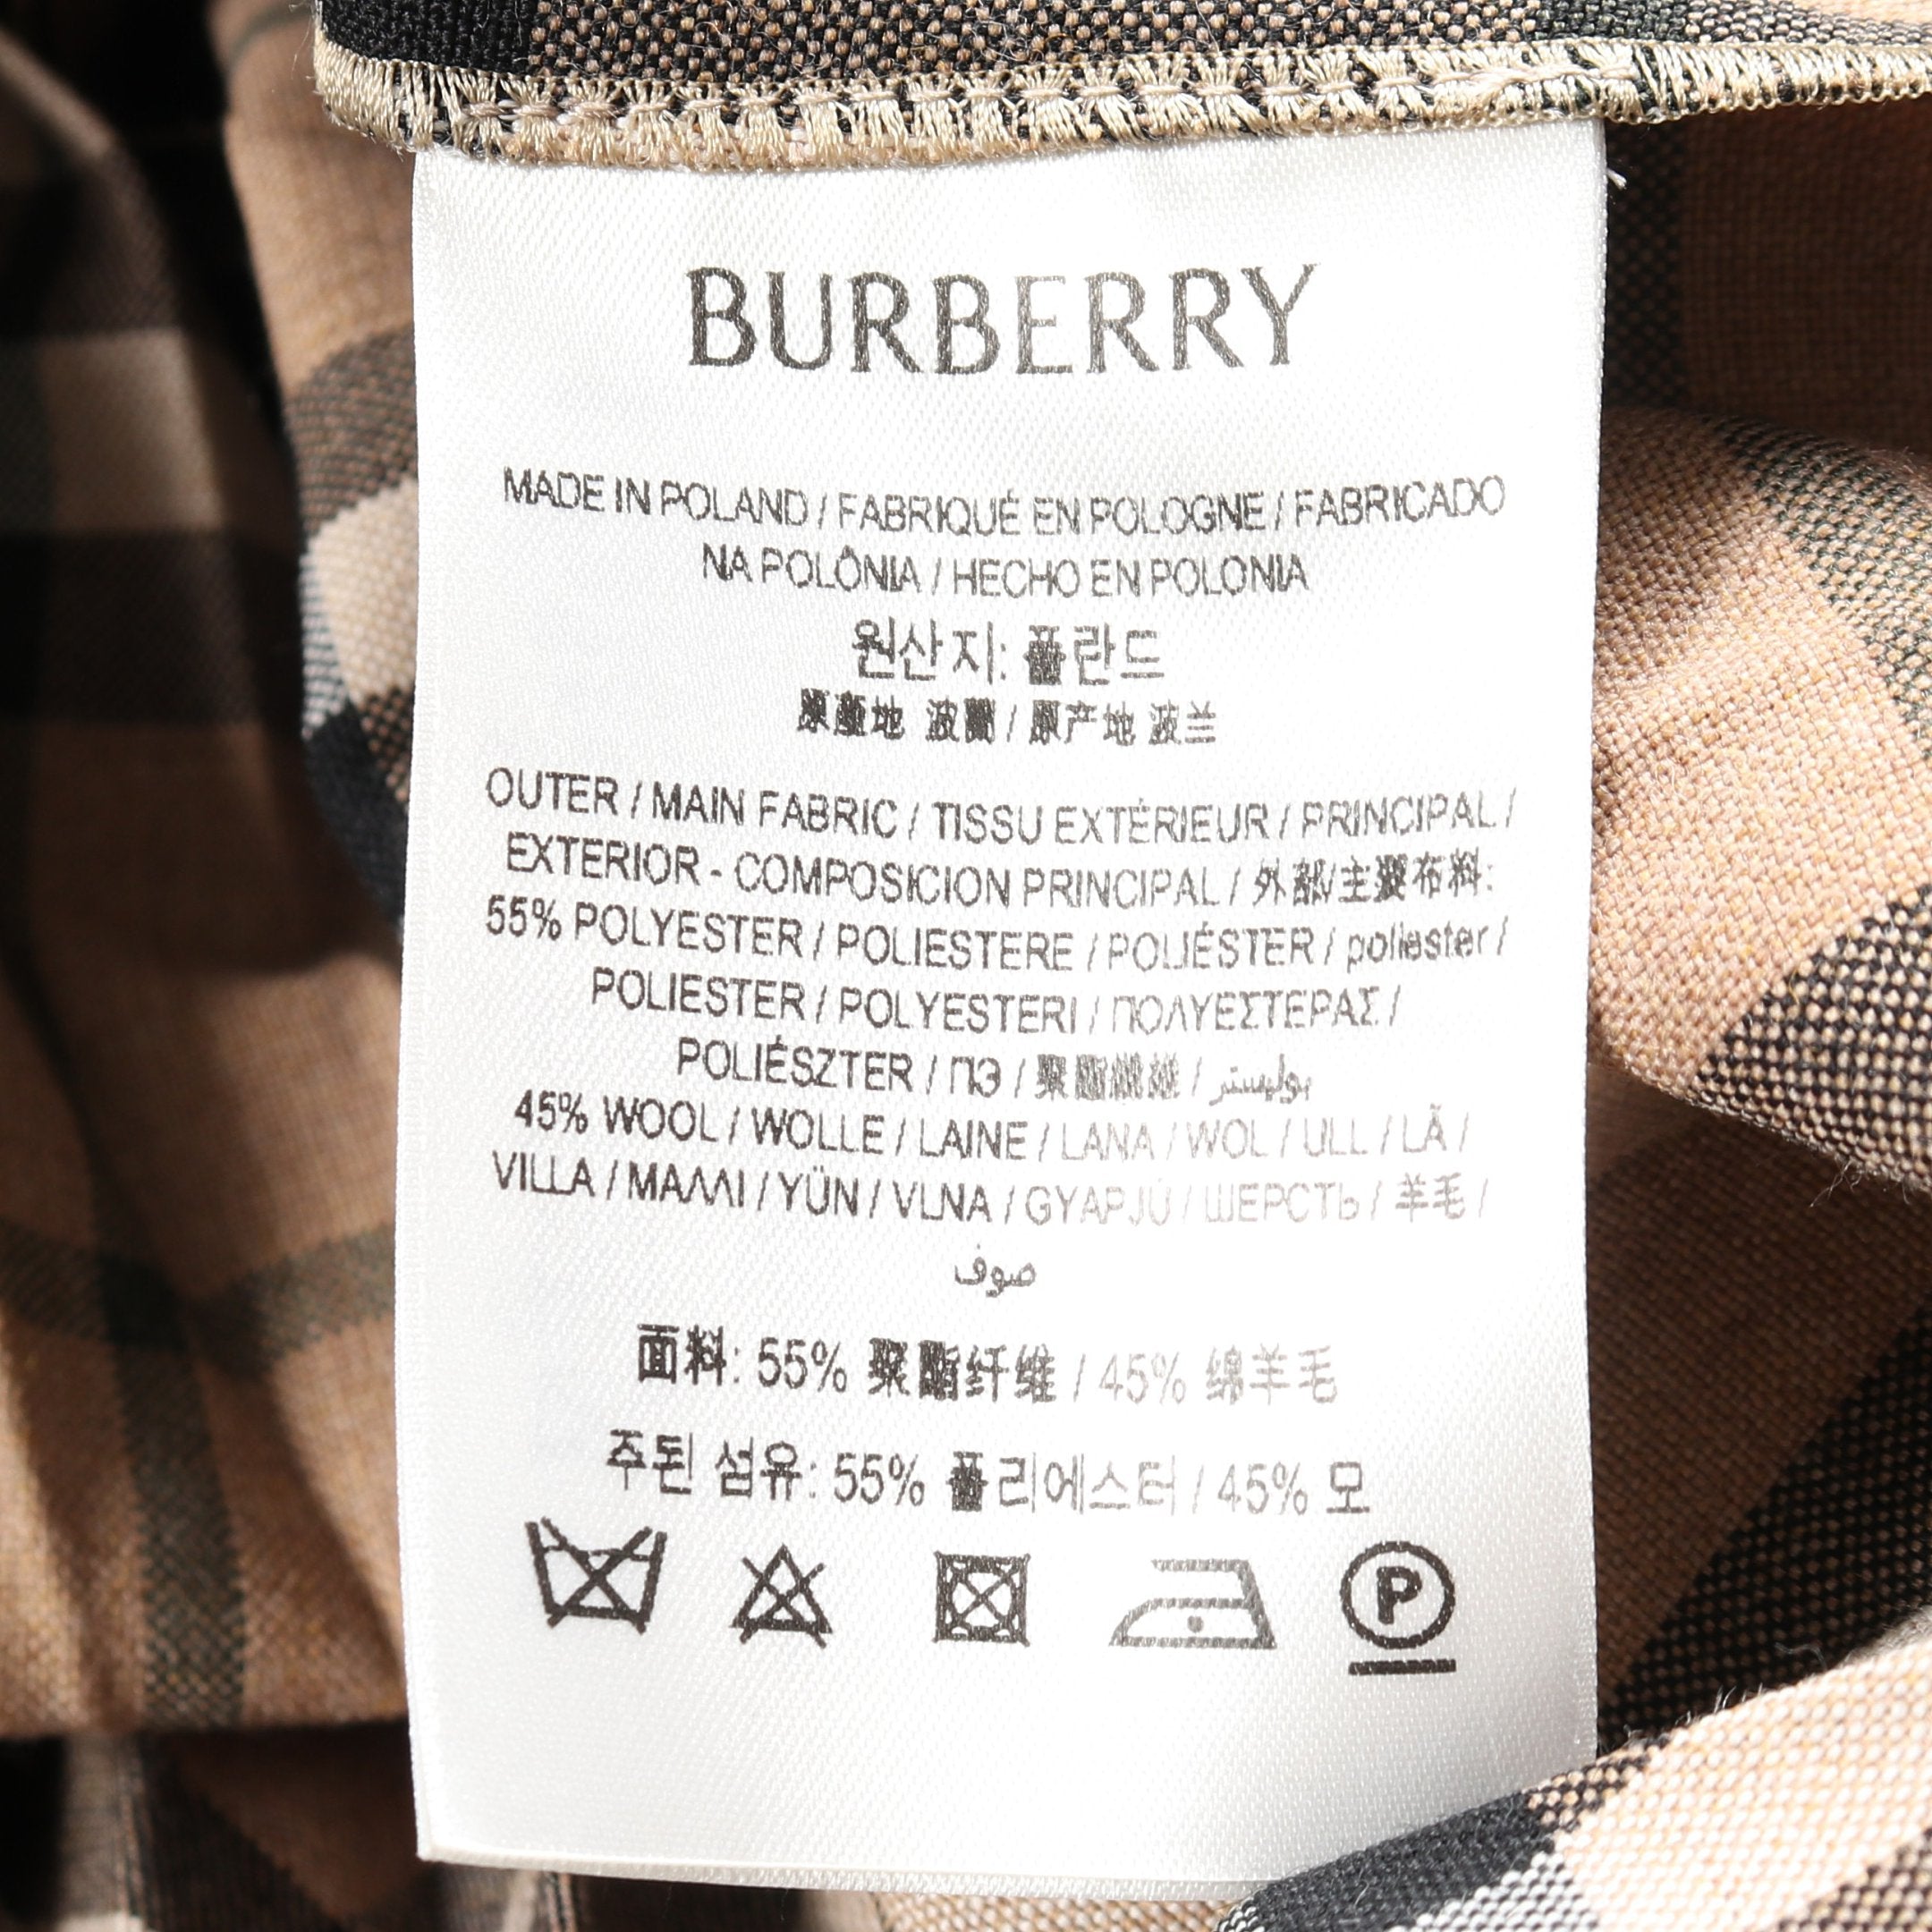 BURBERRY
MADE IN POLAND / FABRIQUÉ EN POLOGNE / FABRICADO
NA POLÔNIA / HECHO EN POLONIA
원산지: 폴란드
原產地 波蘭 / 原产地 波兰
OUTER / MAIN FABRIC / TISSU EXTÉRIEUR / PRINCIPAL /
EXTERIOR - COMPOSICION PRINCIPAL / 外部/主要布料:
55% POLYESTER / POLIESTERE / POLIÉSTER / poliester /
POLIESTER / POLYESTERI / ΠΟΛΥΕΣΤΕΡΑΣ /
POLIÉSZTER / ПЭ / 聚酯纖維 / بوليستر
45% WOOL / WOLLE / LAINE / LANA / WOL / ULL / LÃ /
VILLA / ΜΑΛΛΙ / YÜN / VLNA / GYAPJÚ / ШЕРСТЬ / 羊毛 /
صوف
面料: 55% 聚酯纤维 / 45% 绵羊毛
주된 섬유: 55% 폴리에스터 / 45% 모
P